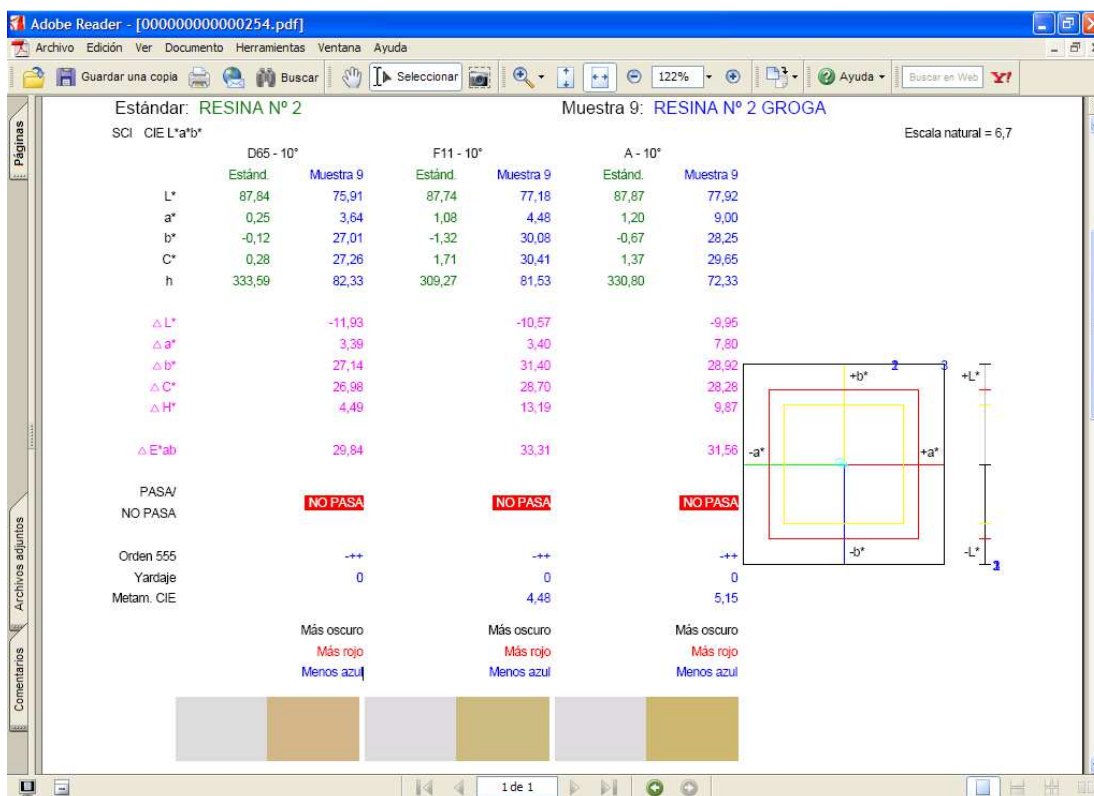 Adobe Reader - [000000000000254.pdf]
Archivo Edición Ver Documento Herramientas Ventana Ayuda
Guardar una copia Buscar Seleccionar 122% Ayuda Buscar en Web Y!
Páginas
Archivos adjuntos
Comentarios
Estándar: RESINA Nº 2 Muestra 9: RESINA Nº 2 GROGA
SCI CIE L*a*b* Escala natural = 6,7
D65 - 10° F11 - 10° A - 10°
Estánd. Muestra 9 Estánd. Muestra 9 Estánd. Muestra 9
L* 87,84 75,91 87,74 77,18 87,87 77,92
a* 0,25 3,64 1,08 4,48 1,20 9,00
b* -0,12 27,01 -1,32 30,08 -0,67 28,25
C* 0,28 27,26 1,71 30,41 1,37 29,65
h 333,59 82,33 309,27 81,53 330,80 72,33
△ L* -11,93 -10,57 -9,95
△ a* 3,39 3,40 7,80
△ b* 27,14 31,40 28,92
△ C* 26,98 28,70 28,28
△ H* 4,49 13,19 9,87
△ E*ab 29,84 33,31 31,56
PASA/
NO PASA NO PASA NO PASA NO PASA
Orden 555 -++ -++ -++
Yardaje 0 0 0
Metam. CIE 4,48 5,15
Más oscuro Más oscuro Más oscuro
Más rojo Más rojo Más rojo
Menos azul Menos azul Menos azul
3
+b* +L*
-a* +a*
-b* -L*
1 de 1